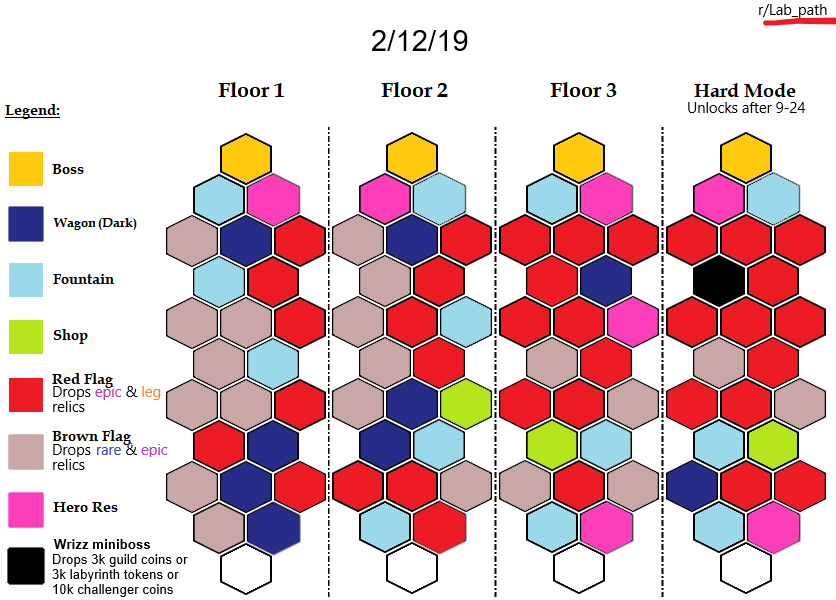 r/Lab_path
2/12/19
Floor 1
Floor 2
Floor 3
Hard Mode
Unlocks after 9-24
Legend:
Boss
Wagon (Dark)
Fountain
Shop
Red Flag
Drops epic & leg
relics
Brown Flag
Drops rare & epic
relics
Hero Res
Wrizz miniboss
Drops 3k guild coins or
3k labyrinth tokens or
10k challenger coins